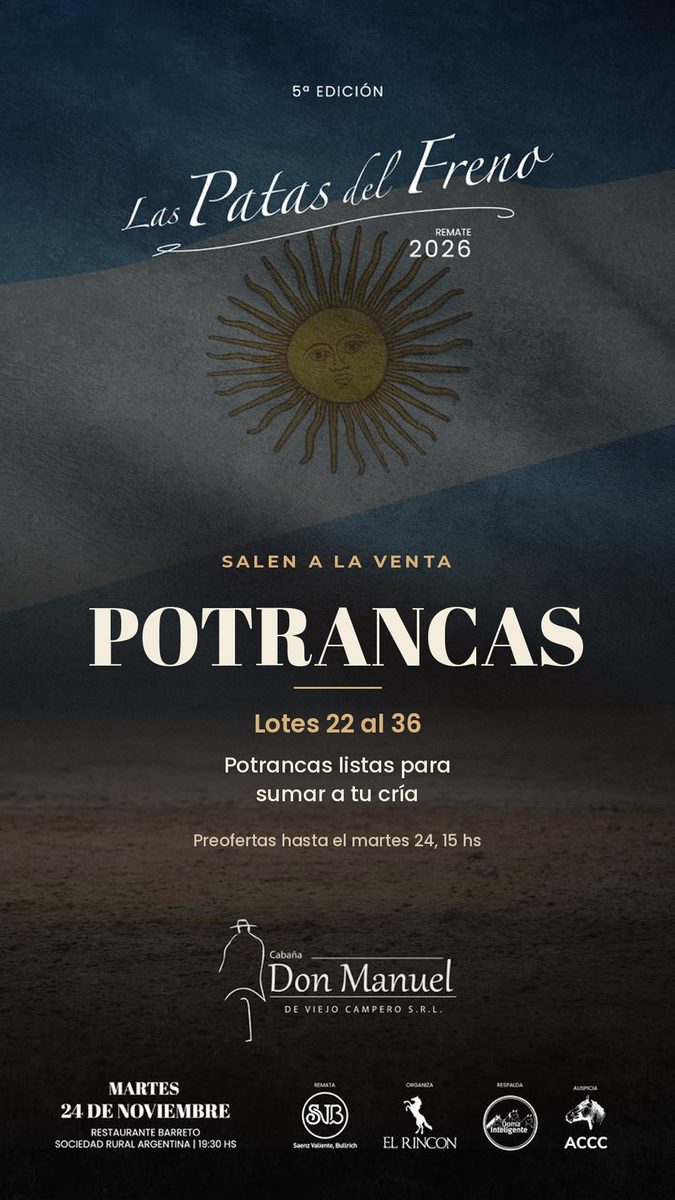 5ª EDICIÓN
Las Patas del Freno
REMATE
2026
SALEN A LA VENTA
POTRANCAS
Lotes 22 al 36
Potrancas listas para
sumar a tu cría
Preofertas hasta el martes 24, 15 hs
Cabaña
Don Manuel
DE VIEJO CAMPERO S.R.L.
MARTES
24 DE NOVIEMBRE
RESTAURANTE BARRETO
SOCIEDAD RURAL ARGENTINA | 19:30 HS
REMATA
SVB
Saenz Valiente, Bullrich
ORGANIZA
EL RINCON
RESPALDA
Doma
Inteligente
AUSPICIA
ACCC